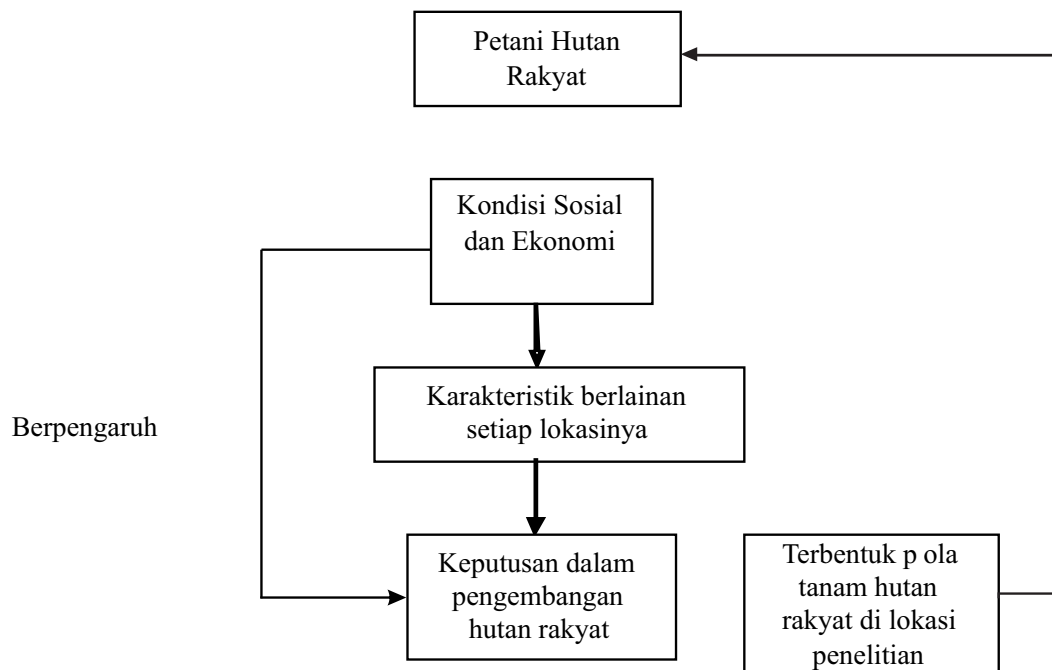 Petani Hutan
Rakyat
Kondisi Sosial
dan Ekonomi
Karakteristik berlainan
setiap lokasinya
Berpengaruh
Keputusan dalam
pengembangan
hutan rakyat
Terbentuk p ola
tanam hutan
rakyat di lokasi
penelitian